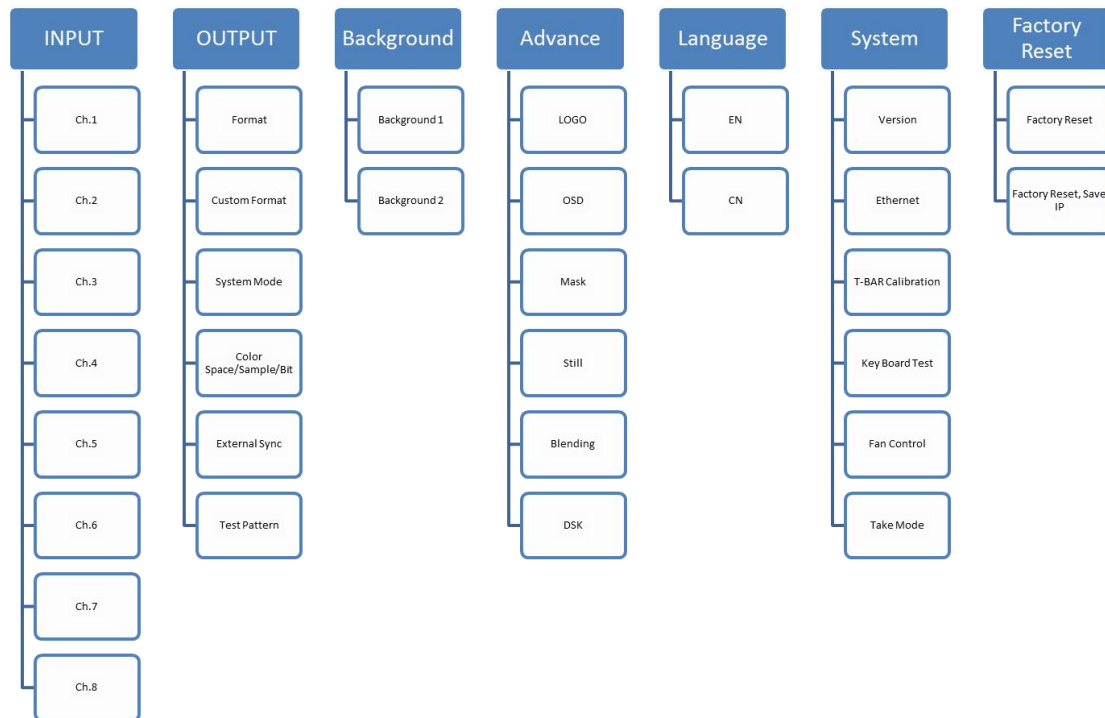 INPUT
Ch.1
Ch.2
Ch.3
Ch.4
Ch.5
Ch.6
Ch.7
Ch.8
OUTPUT
Format
Custom Format
System Mode
Color
Space/Sample/Bit
External Sync
Test Pattern
Background
Background 1
Background 2
Advance
LOGO
OSD
Mask
Still
Blending
DSK
Language
EN
CN
System
Version
Ethernet
T-BAR Calibration
Key Board Test
Fan Control
Take Mode
Factory
Reset
Factory Reset
Factory Reset, Save
IP